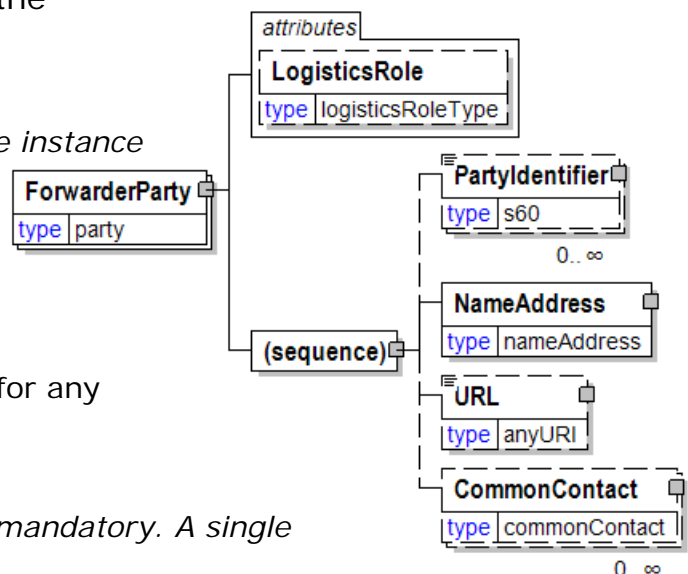 the
attributes
LogisticsRole
type logisticsRoleType
e instance
ForwarderParty
type party
PartyIdentifier
type s60
0.. ∞
NameAddress
type nameAddress
(sequence)
for any
URL
type anyURI
mandatory. A single
CommonContact
type commonContact
0.. ∞